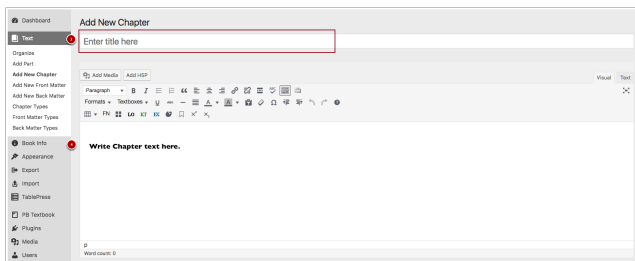 Dashboard
Text
Organize
Add Part
Add New Chapter
Add New Front Matter
Add New Back Matter
Chapter Types
Front Matter Types
Back Matter Types
Book Info
Appearance
Export
Import
TablePress
PB Textbook
Plugins
Media
Users
Add New Chapter
Enter title here
Add Media Add H5P
Visual Text
Paragraph B I
Formats Textboxes U A A Ω
FN LO KT EX X² X₂
Write Chapter text here.
p
Word count: 0